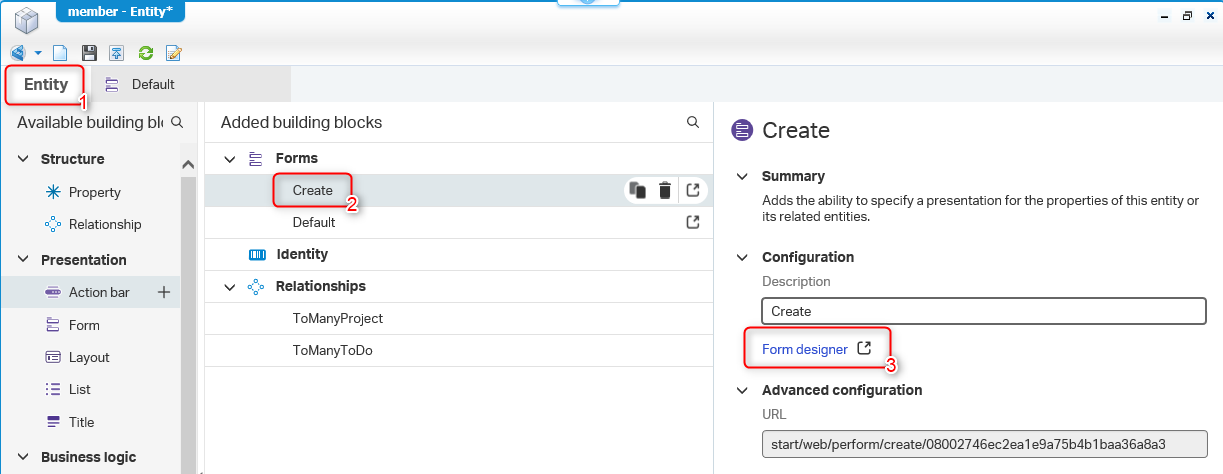 member - Entity*
Entity
1
Default
Available building blo
Structure
Property
Relationship
Presentation
Action bar
Form
Layout
List
Title
Business logic
Added building blocks
Forms
Create
2
Default
Identity
Relationships
ToManyProject
ToManyToDo
Create
Summary
Adds the ability to specify a presentation for the properties of this entity or
its related entities.
Configuration
Description
Create
Form designer
3
Advanced configuration
URL
start/web/perform/create/08002746ec2ea1e9a75b4b1baa36a8a3